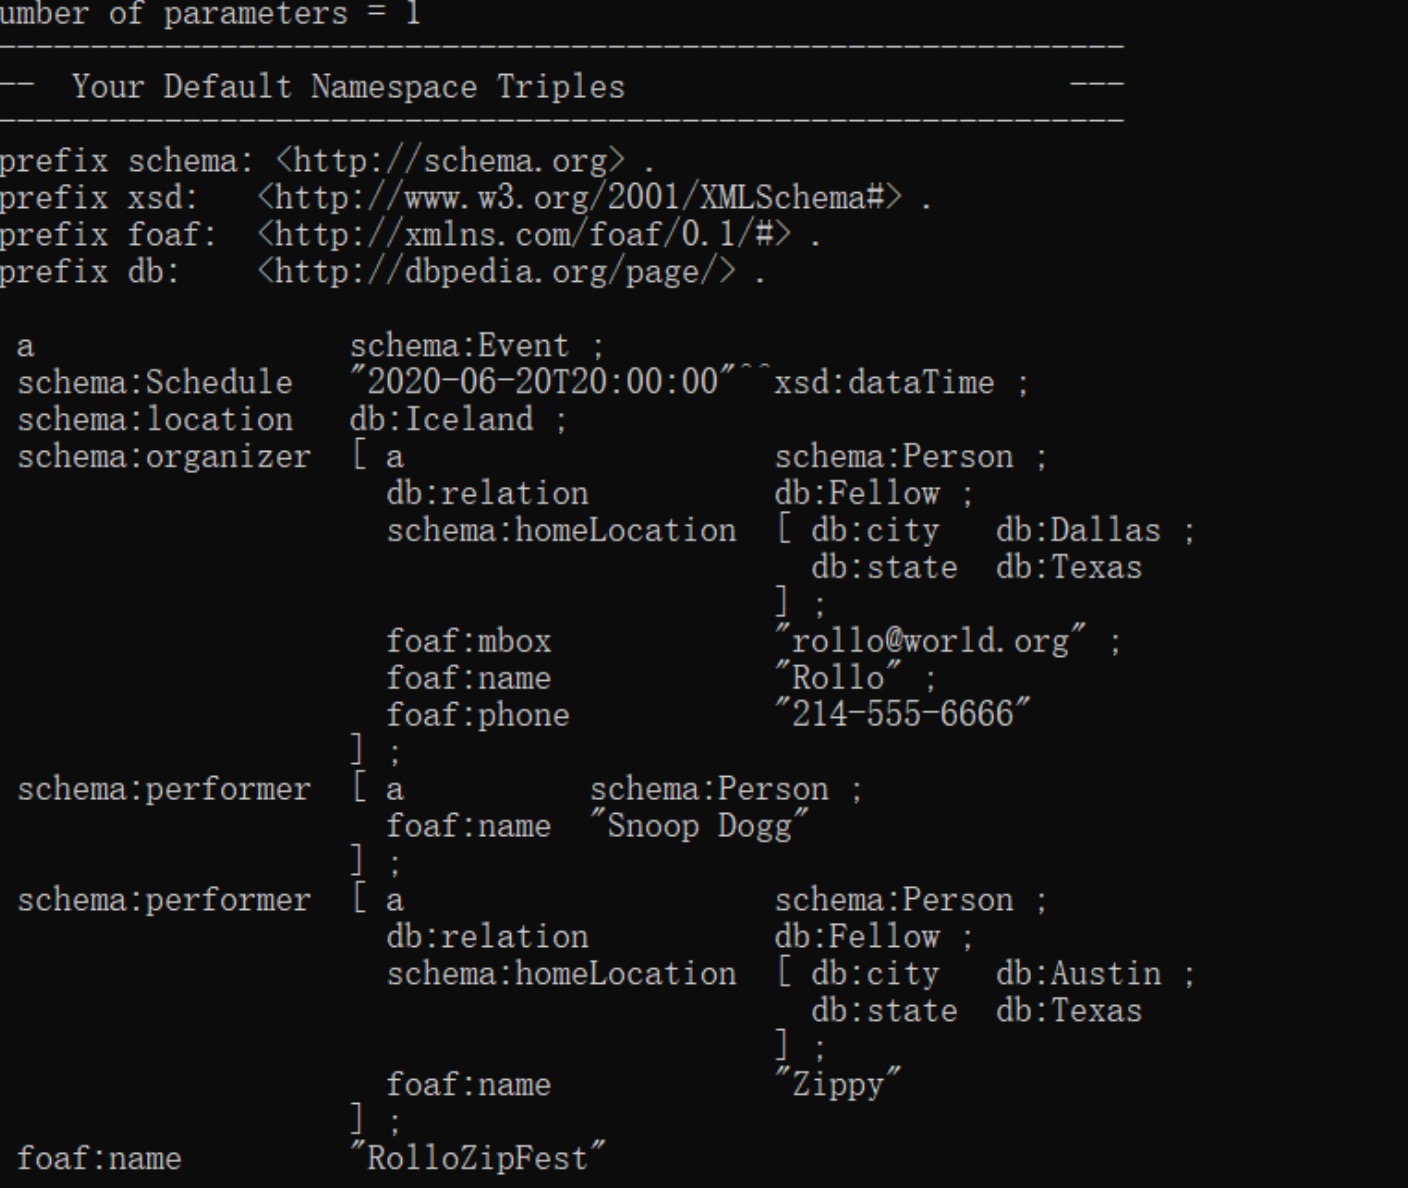 umber of parameters = 1
--------------------------------------------------------------
--  Your Default Namespace Triples                         ---
--------------------------------------------------------------
prefix schema: <http://schema.org> .
prefix xsd:   <http://www.w3.org/2001/XMLSchema#> .
prefix foaf:  <http://xmlns.com/foaf/0.1/#> .
prefix db:    <http://dbpedia.org/page/> .
a                 schema:Event ;
schema:Schedule   "2020-06-20T20:00:00"^^xsd:dataTime ;
schema:location   db:Iceland ;
schema:organizer  [ a                    schema:Person ;
db:relation          db:Fellow ;
schema:homeLocation  [ db:city   db:Dallas ;
db:state  db:Texas
] ;
foaf:mbox            "rollo@world.org" ;
foaf:name            "Rollo" ;
foaf:phone           "214-555-6666"
] ;
schema:performer  [ a          schema:Person ;
foaf:name  "Snoop Dogg"
] ;
schema:performer  [ a                    schema:Person ;
db:relation          db:Fellow ;
schema:homeLocation  [ db:city   db:Austin ;
db:state  db:Texas
] ;
foaf:name            "Zippy"
] ;
foaf:name         "RolloZipFest"